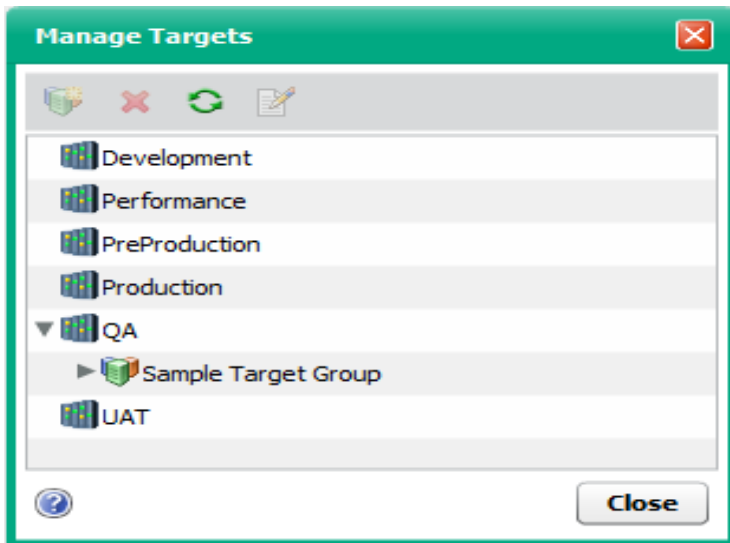 Manage Targets
Development
Performance
PreProduction
Production
QA
Sample Target Group
UAT
?
Close